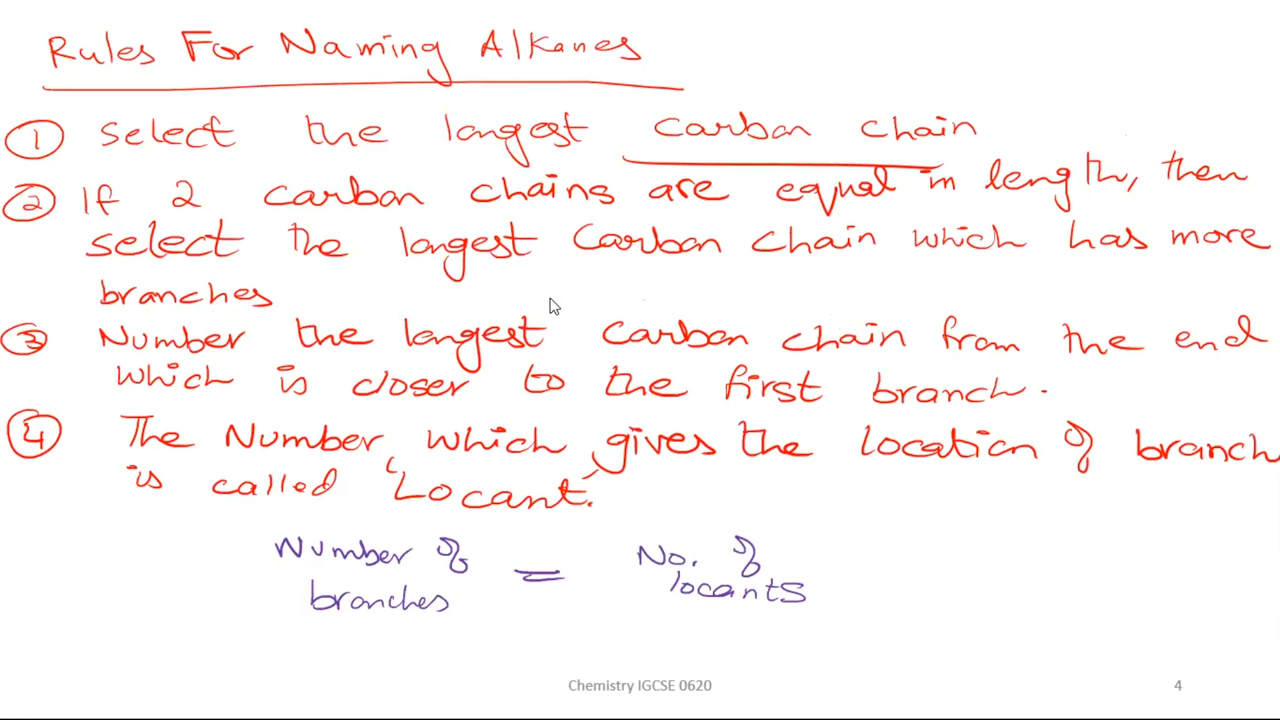 Rules For Naming Alkanes
① Select the longest carbon chain
② If 2 carbon chains are equal in length, then
select the longest carbon chain which has more
branches
③ Number the longest carbon chain from the end
which is closer to the first branch.
④ The Number which gives the location of branch
is called 'Locant'.
Number of
branches
=
No. of
locants
Chemistry IGCSE 0620
4